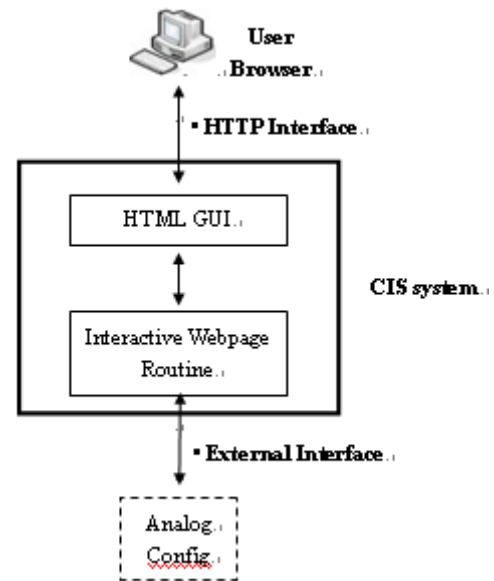 User
Browser
▪ HTTP Interface
HTML GUI
CIS system
Interactive Webpage
Routine
▪ External Interface
Analog
Config